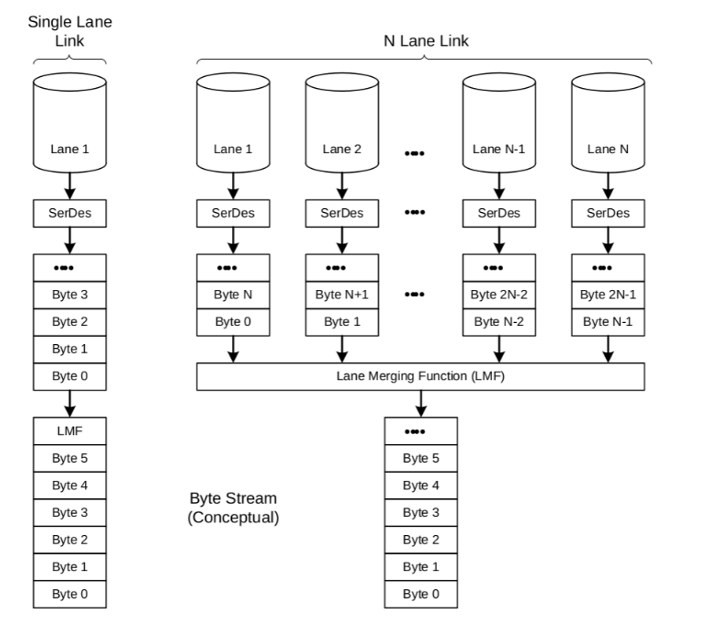 Single Lane
Link
N Lane Link
Lane 1
Lane 1
Lane 2
••••
Lane N-1
Lane N
SerDes
SerDes
SerDes
••••
SerDes
SerDes
••••
••••
••••
••••
••••
Byte 3
Byte N
Byte N+1
••••
Byte 2N-2
Byte 2N-1
Byte 2
Byte 0
Byte 1
Byte N-2
Byte N-1
Byte 1
Byte 0
Lane Merging Function (LMF)
LMF
••••
Byte 5
Byte 5
Byte 4
Byte 4
Byte Stream
(Conceptual)
Byte 3
Byte 3
Byte 2
Byte 2
Byte 1
Byte 1
Byte 0
Byte 0